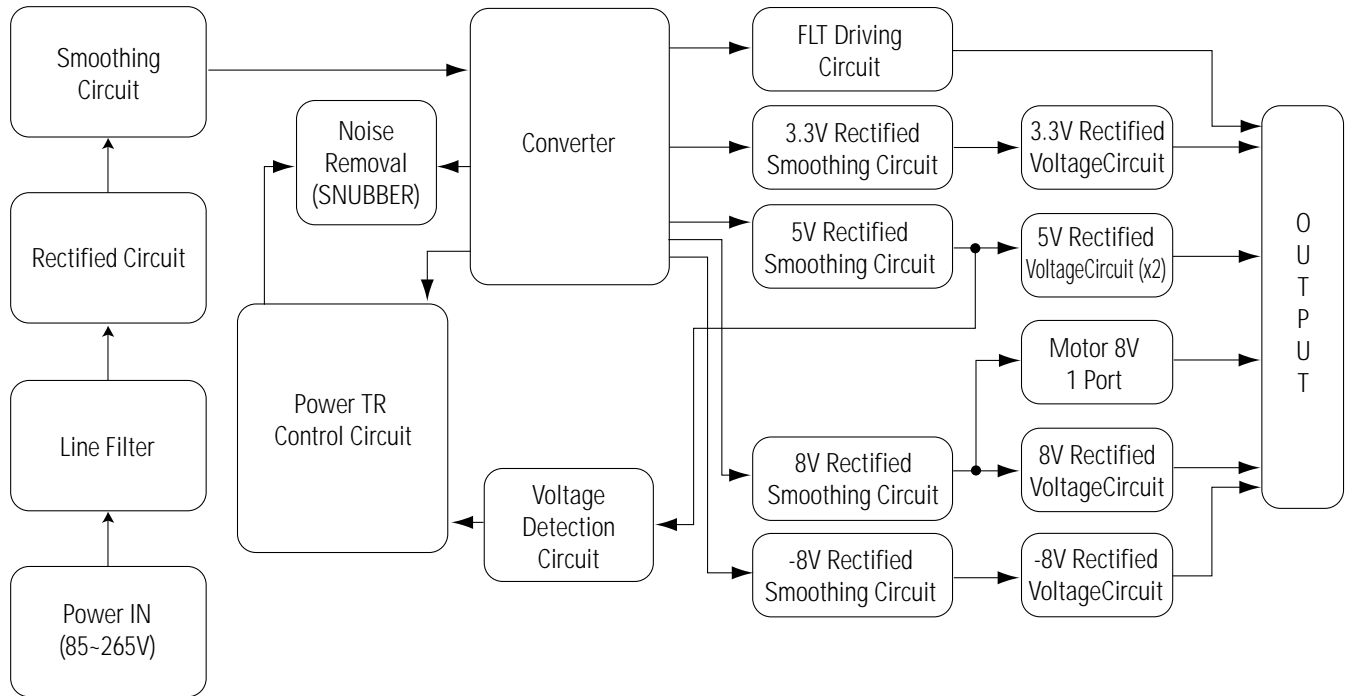 Smoothing
Circuit
Rectified Circuit
Line Filter
Power IN
(85~265V)
Noise
Removal
(SNUBBER)
Power TR
Control Circuit
Converter
Voltage
Detection
Circuit
FLT Driving
Circuit
3.3V Rectified
Smoothing Circuit
5V Rectified
Smoothing Circuit
8V Rectified
Smoothing Circuit
-8V Rectified
Smoothing Circuit
3.3V Rectified
VoltageCircuit
5V Rectified
VoltageCircuit (x2)
Motor 8V
1 Port
8V Rectified
VoltageCircuit
-8V Rectified
VoltageCircuit
O
U
T
P
U
T